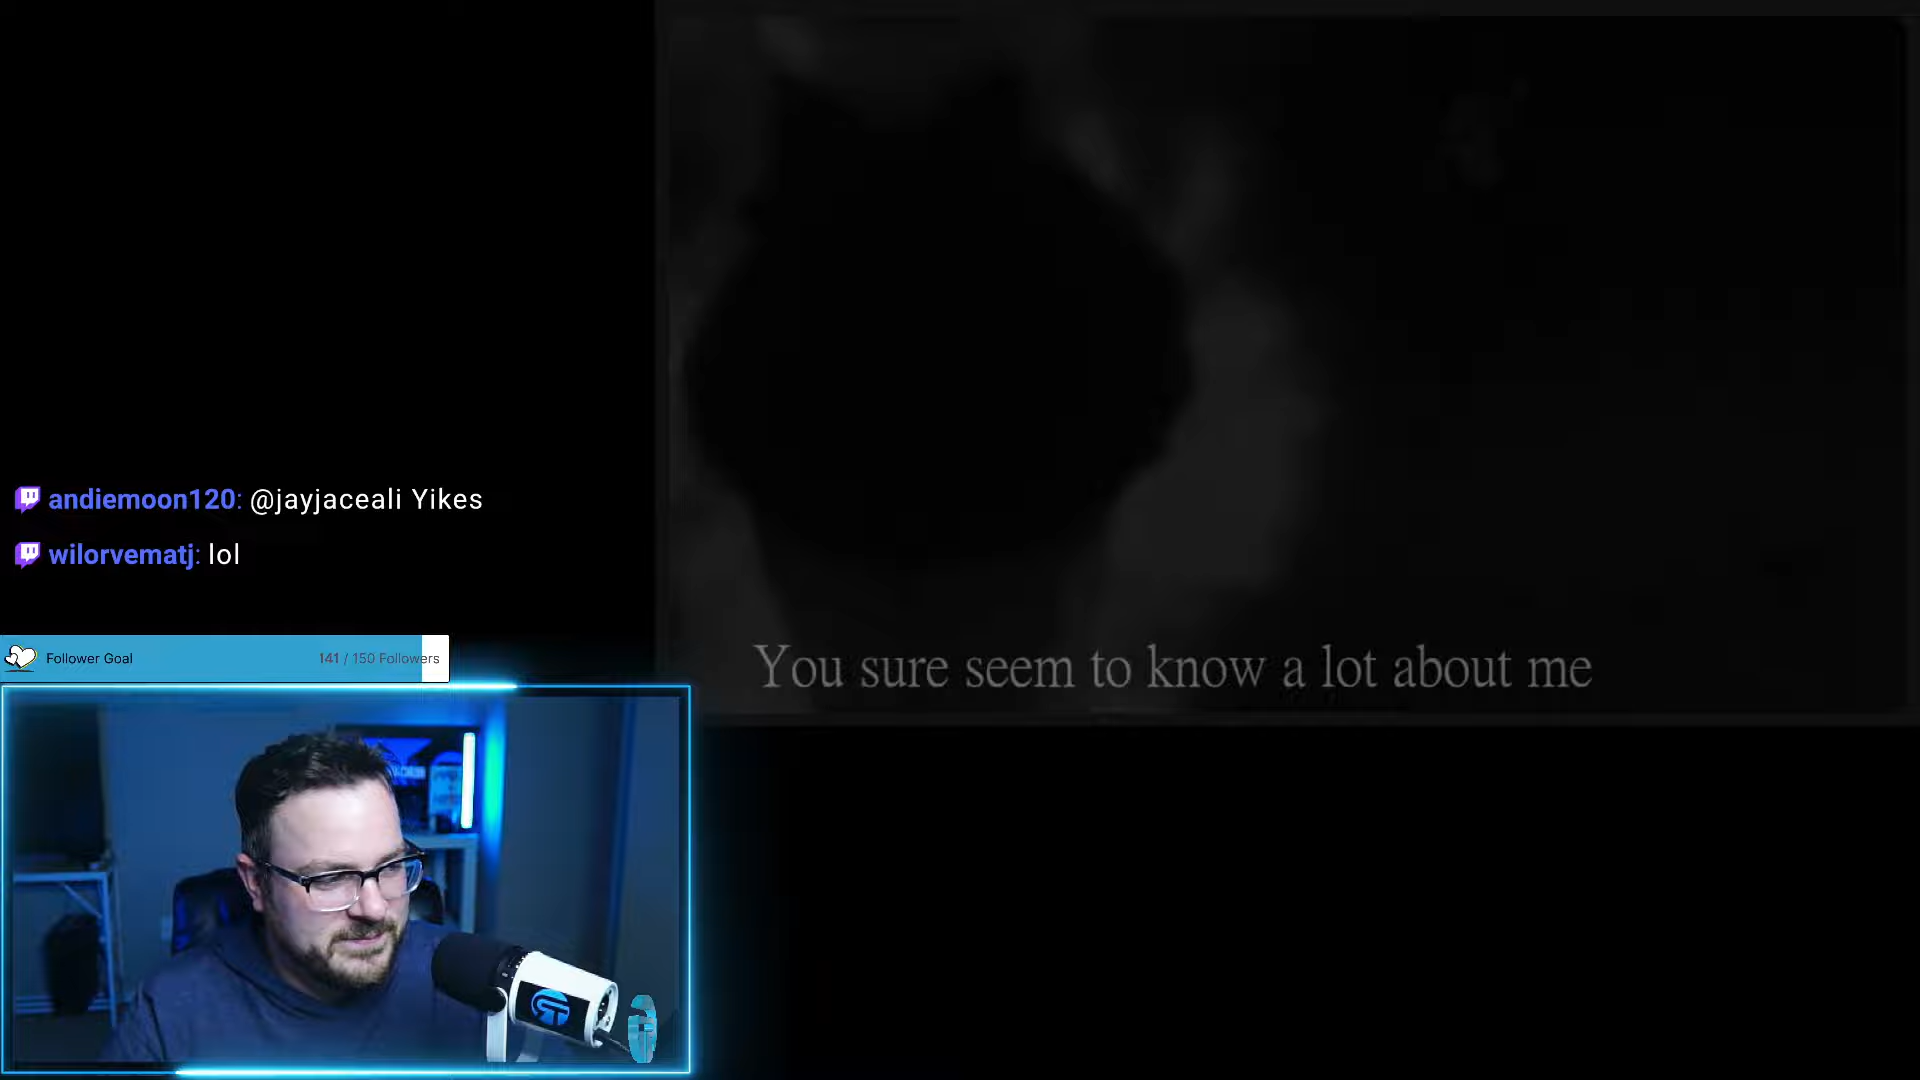 andiemoon120: @jayjaceali Yikes
wilorvematj: lol
Follower Goal
141 / 150 Followers
You sure seem to know a lot about me